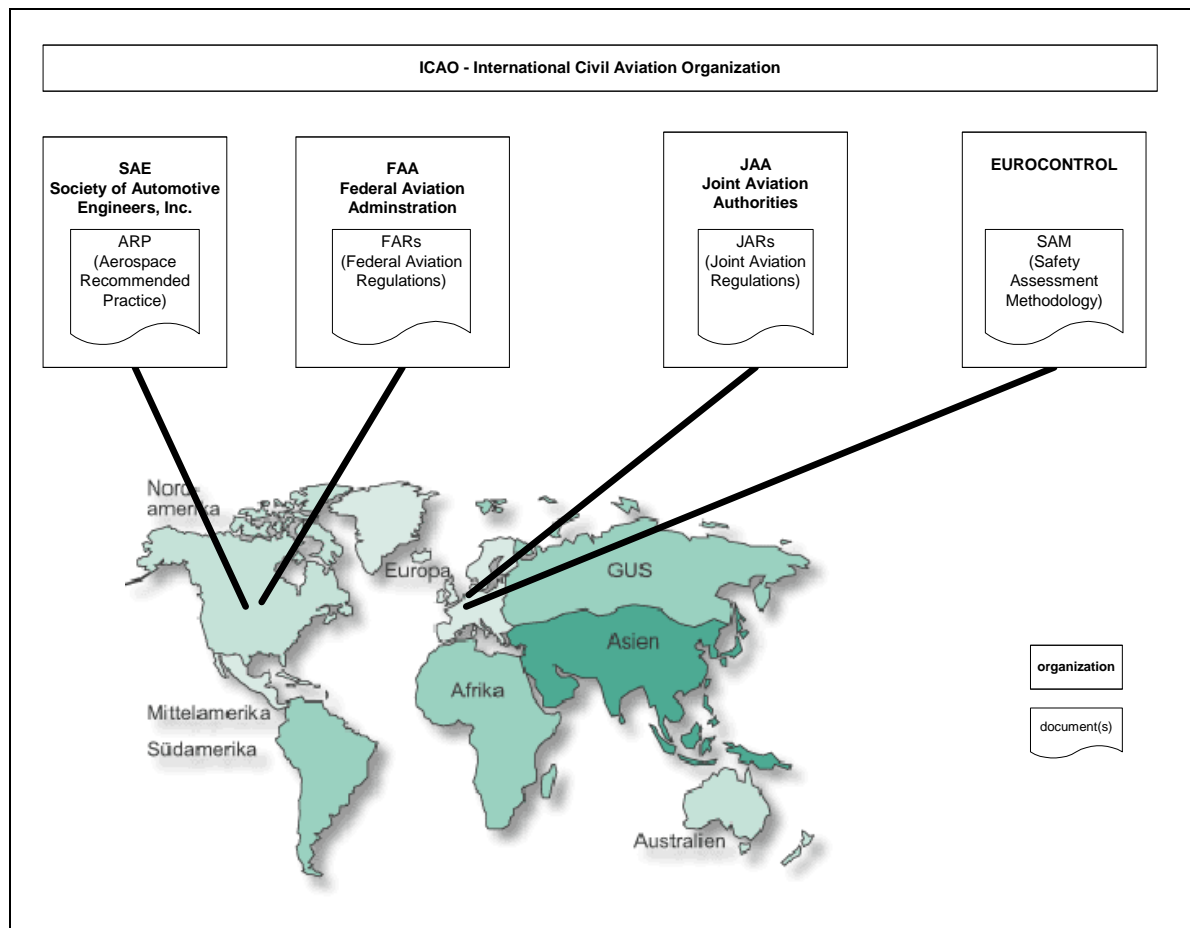 ICAO - International Civil Aviation Organization
SAE
Society of Automotive
Engineers, Inc.
ARP
(Aerospace
Recommended
Practice)
FAA
Federal Aviation
Adminstration
FARs
(Federal Aviation
Regulations)
JAA
Joint Aviation
Authorities
JARs
(Joint Aviation
Regulations)
EUROCONTROL
SAM
(Safety
Assessment
Methodology)
Nord-
amerika
Europa
GUS
Asien
Afrika
Mittelamerika
Südamerika
Australien
organization
document(s)